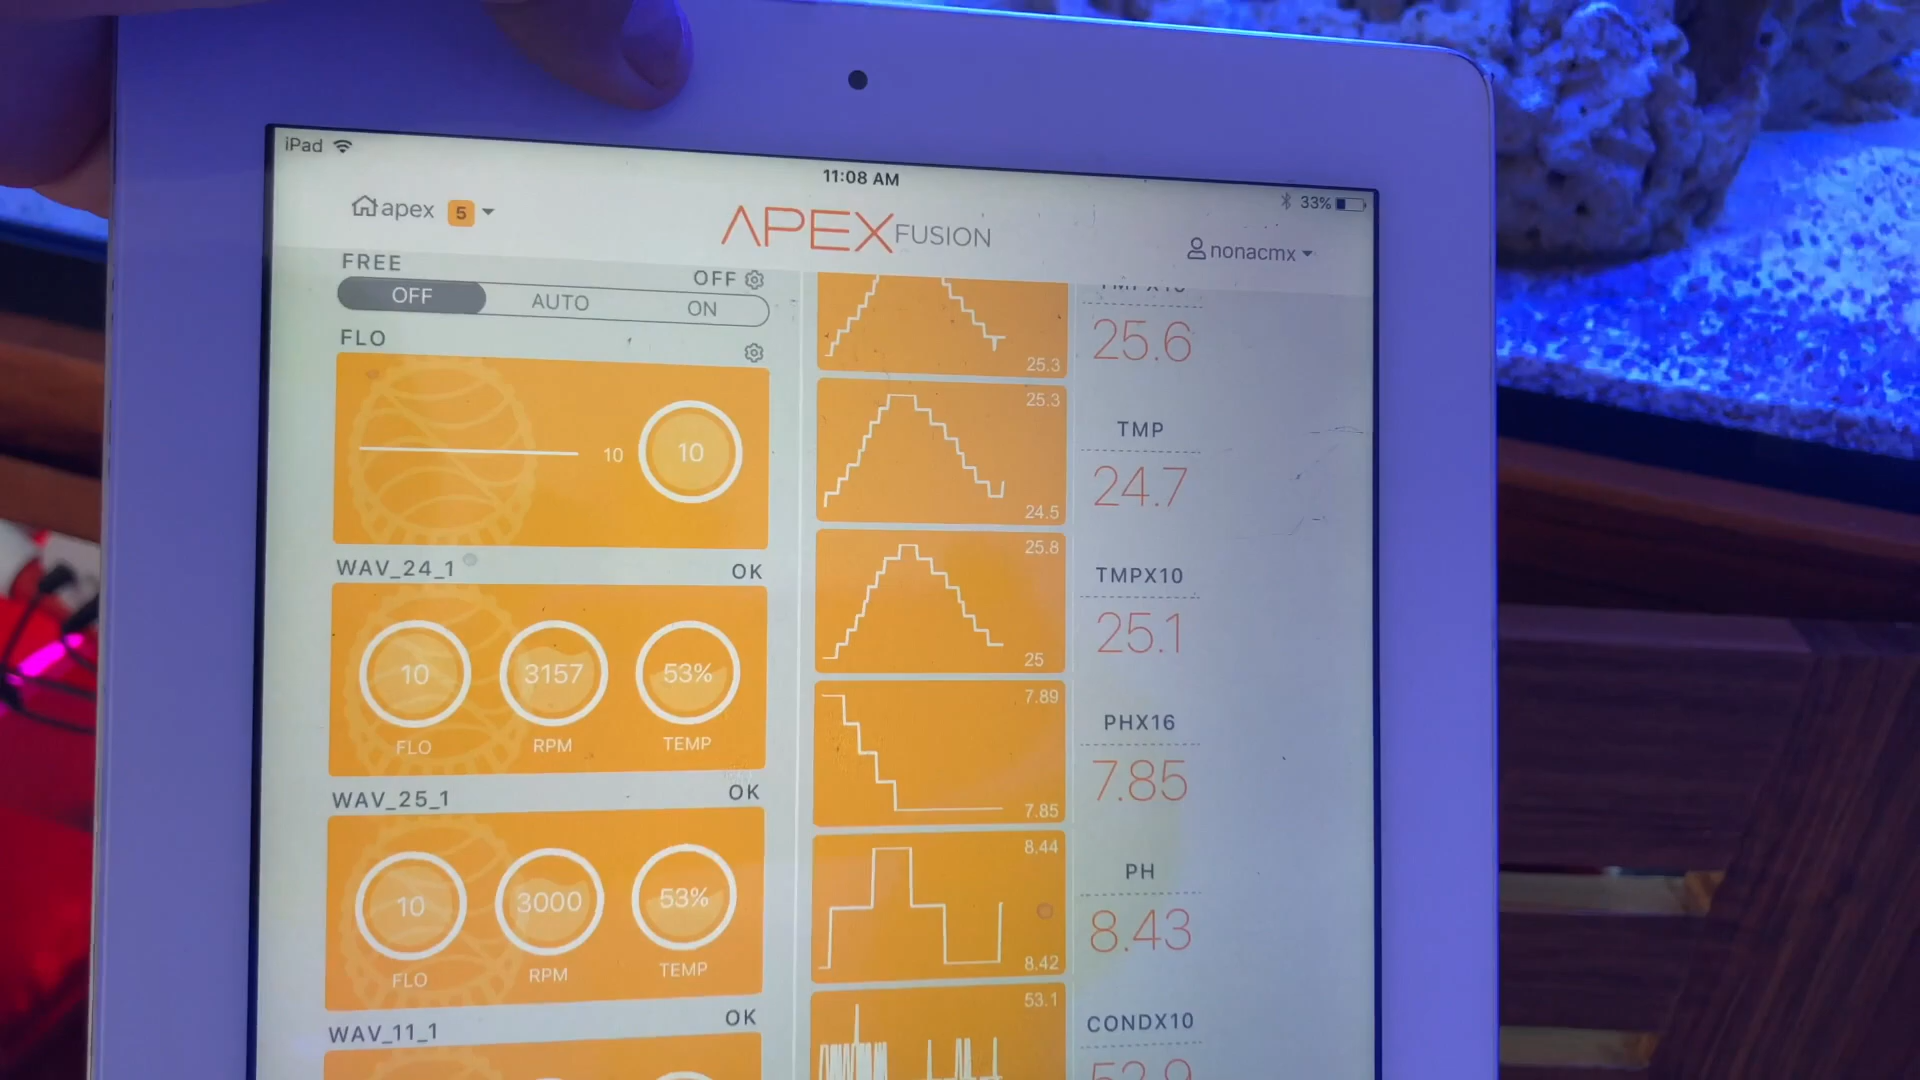 iPad
11:08 AM
33%
apex 5
APEX FUSION
nonacmx
FREE
OFF
OFF AUTO ON
FLO
10 10
WAV_24_1
OK
10 3157 53%
FLO RPM TEMP
WAV_25_1
OK
10 3000 53%
FLO RPM TEMP
WAV_11_1
OK
25.3
25.6
25.3
24.5
TMP
24.7
25.8
25
TMPX10
25.1
7.89
7.85
PHX16
7.85
8.44
8.42
PH
8.43
53.1
CONDX10